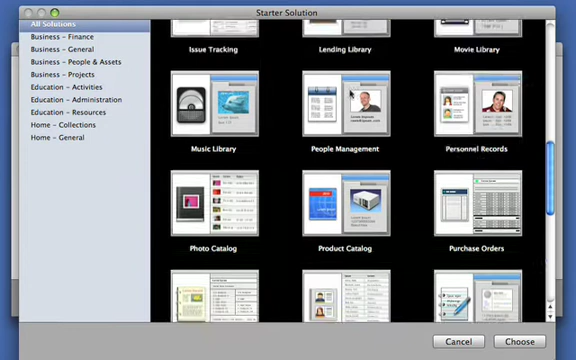 Starter Solution
All Solutions
Business – Finance
Business – General
Business – People & Assets
Business – Projects
Education – Activities
Education – Administration
Education – Resources
Home – Collections
Home – General
Issue Tracking
Lending Library
Movie Library
Music Library
People Management
Personnel Records
Photo Catalog
Product Catalog
Purchase Orders
Cancel
Choose